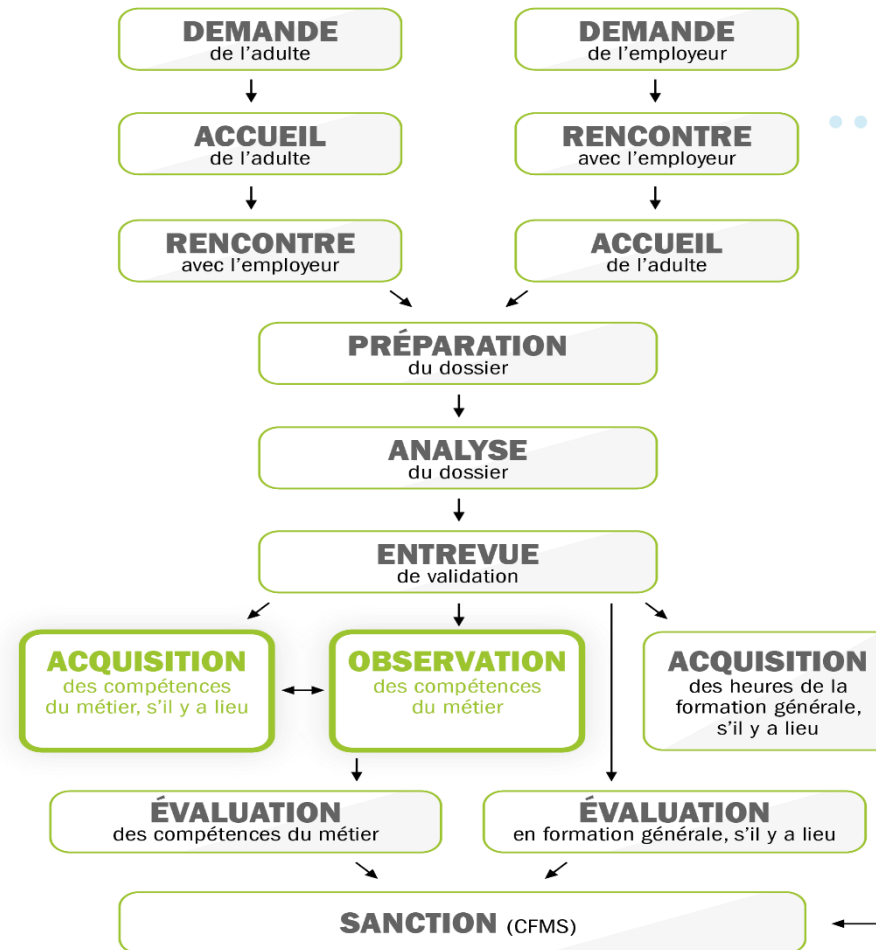 DEMANDE
de l'adulte
DEMANDE
de l'employeur
ACCUEIL
de l'adulte
RENCONTRE
avec l'employeur
RENCONTRE
avec l'employeur
ACCUEIL
de l'adulte
PRÉPARATION
du dossier
ANALYSE
du dossier
ENTREVUE
de validation
ACQUISITION
des compétences
du métier, s'il y a lieu
OBSERVATION
des compétences
du métier
ACQUISITION
des heures de la
formation générale,
s'il y a lieu
ÉVALUATION
des compétences du métier
ÉVALUATION
en formation générale, s'il y a lieu
SANCTION (CFMS)